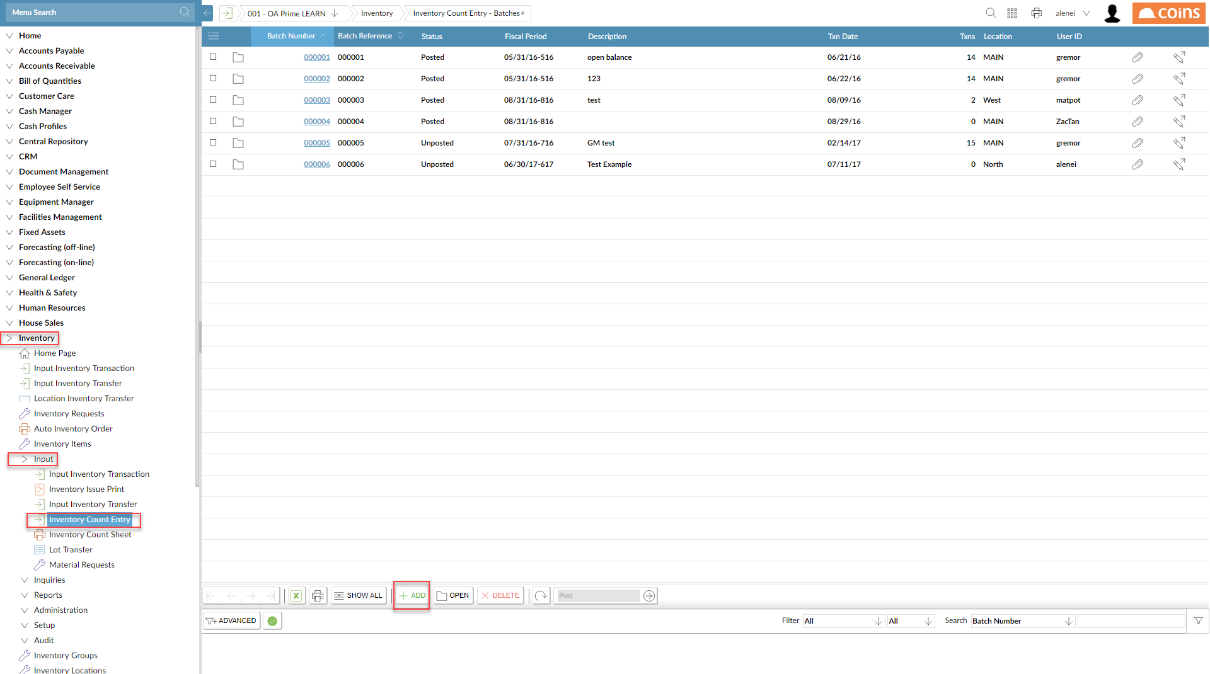 Menu Search
001 - OA Prime LEARN
Inventory
Inventory Count Entry - Batches
alenei
coins
Home
Accounts Payable
Accounts Receivable
Bill of Quantities
Customer Care
Cash Manager
Cash Profiles
Central Repository
CRM
Document Management
Employee Self Service
Equipment Manager
Facilities Management
Fixed Assets
Forecasting (off-line)
Forecasting (on-line)
General Ledger
Health & Safety
Human Resources
House Sales
Inventory
Home Page
Input Inventory Transaction
Input Inventory Transfer
Location Inventory Transfer
Inventory Requests
Auto Inventory Order
Inventory Items
Input
Input Inventory Transaction
Inventory Issue Print
Input Inventory Transfer
Inventory Count Entry
Inventory Count Sheet
Lot Transfer
Material Requests
Inquiries
Reports
Administration
Setup
Audit
Inventory Groups
Inventory Locations
Batch Number Batch Reference Status Fiscal Period Description Txn Date Txns Location User ID
000001 000001 Posted 05/31/16-516 open balance 06/21/16 14 MAIN gremor
000002 000002 Posted 05/31/16-516 123 06/22/16 14 MAIN gremor
000003 000003 Posted 08/31/16-816 test 08/09/16 2 West matpot
000004 000004 Posted 08/31/16-816 08/29/16 0 MAIN ZacTan
000005 000005 Unposted 07/31/16-716 GM test 02/14/17 15 MAIN gremor
000006 000006 Unposted 06/30/17-617 Test Example 07/11/17 0 North alenei
SHOW ALL ADD OPEN DELETE Post
ADVANCED Filter All All Search Batch Number